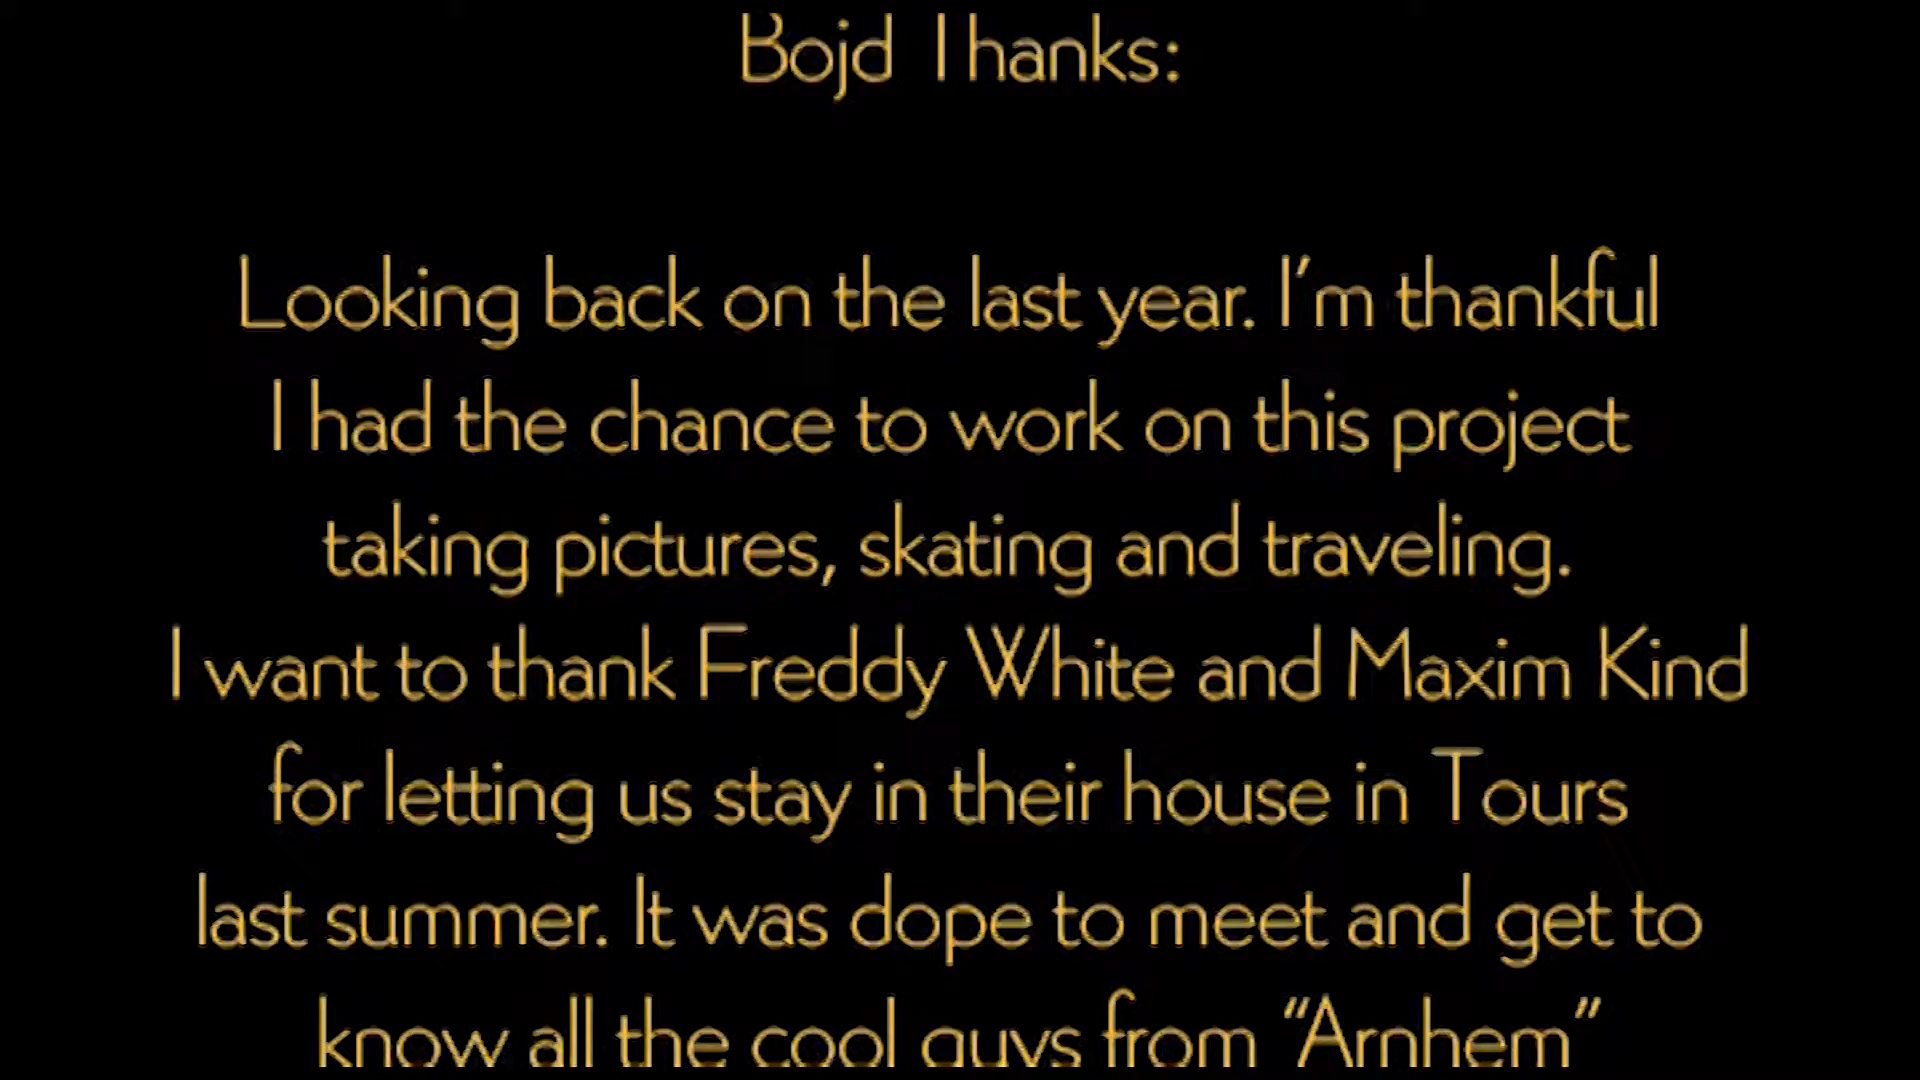 Bojd Thanks:
Looking back on the last year. I'm thankful
I had the chance to work on this project
taking pictures, skating and traveling.
I want to thank Freddy White and Maxim Kind
for letting us stay in their house in Tours
last summer. It was dope to meet and get to
know all the cool guys from “Arnhem”